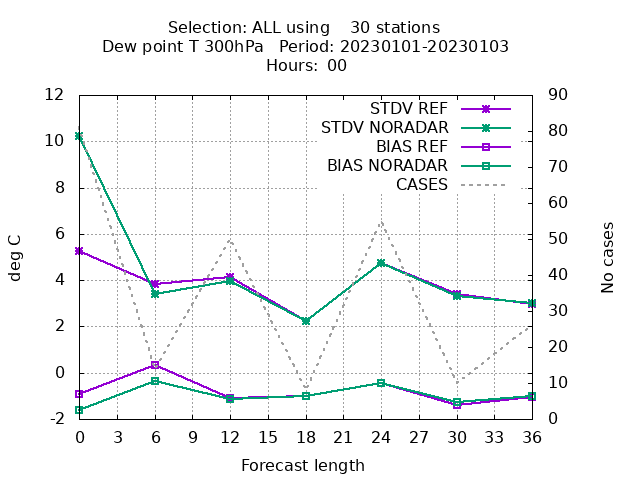 Selection: ALL using    30 stations
Dew point T 300hPa   Period: 20230101-20230103
Hours: 00
STDV REF
STDV NORADAR
BIAS REF
BIAS NORADAR
CASES
12
10
8
6
4
2
0
-2
deg C
90
80
70
60
50
40
30
20
10
0
No cases
0 3 6 9 12 15 18 21 24 27 30 33 36
Forecast length